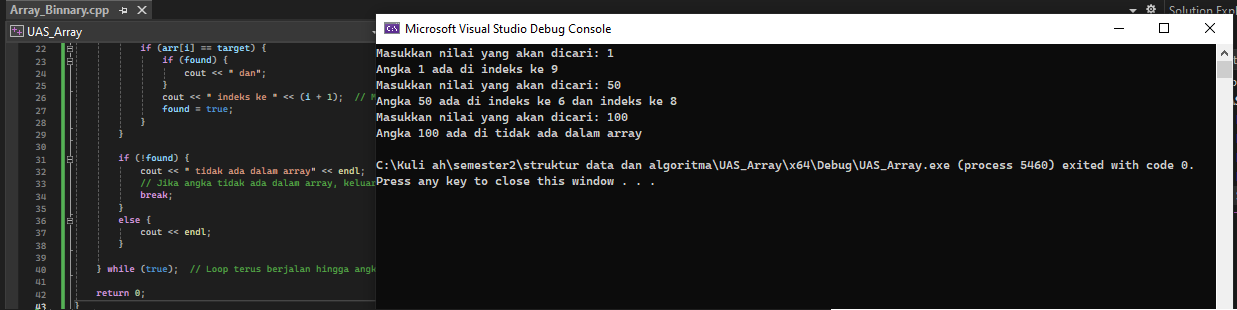 Array_Binnary.cpp
Solution Expl
UAS_Array
22 if (arr[i] == target) {
23 if (found) {
24 cout << " dan";
25 }
26 cout << " indeks ke " << (i + 1); //
27 found = true;
28 }
29 }
30
31 if (!found) {
32 cout << " tidak ada dalam array" << endl;
33 // Jika angka tidak ada dalam array, keluar
34 break;
35 }
36 else {
37 cout << endl;
38 }
39
40 } while (true); // Loop terus berjalan hingga angk
41
42 return 0;
43 }
Microsoft Visual Studio Debug Console
Masukkan nilai yang akan dicari: 1
Angka 1 ada di indeks ke 9
Masukkan nilai yang akan dicari: 50
Angka 50 ada di indeks ke 6 dan indeks ke 8
Masukkan nilai yang akan dicari: 100
Angka 100 ada di tidak ada dalam array
C:\Kuli ah\semester2\struktur data dan algoritma\UAS_Array\x64\Debug\UAS_Array.exe (process 5460) exited with code 0.
Press any key to close this window . . .